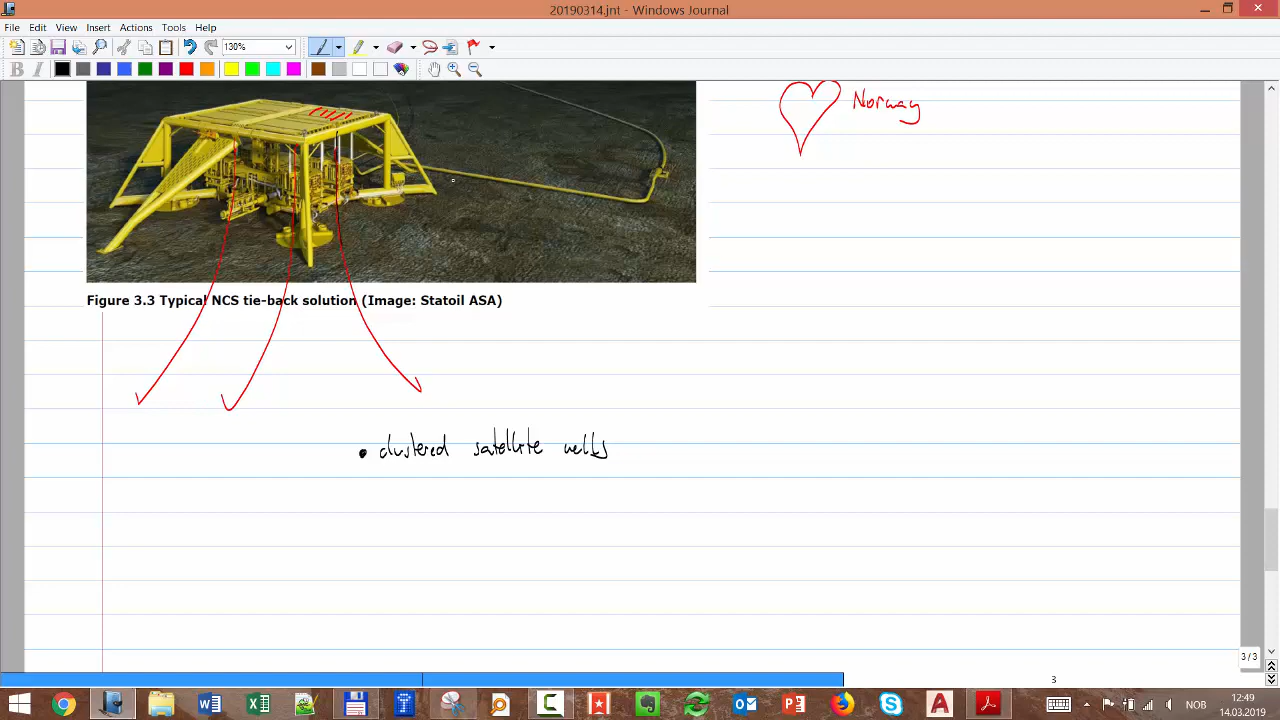 20190314.jnt - Windows Journal
File Edit View Insert Actions Tools Help
130%
B I
Norway
Figure 3.3 Typical NCS tie-back solution (Image: Statoil ASA)
• clustered satellite wells
3/3
3
NOB
12:49
14.03.2019